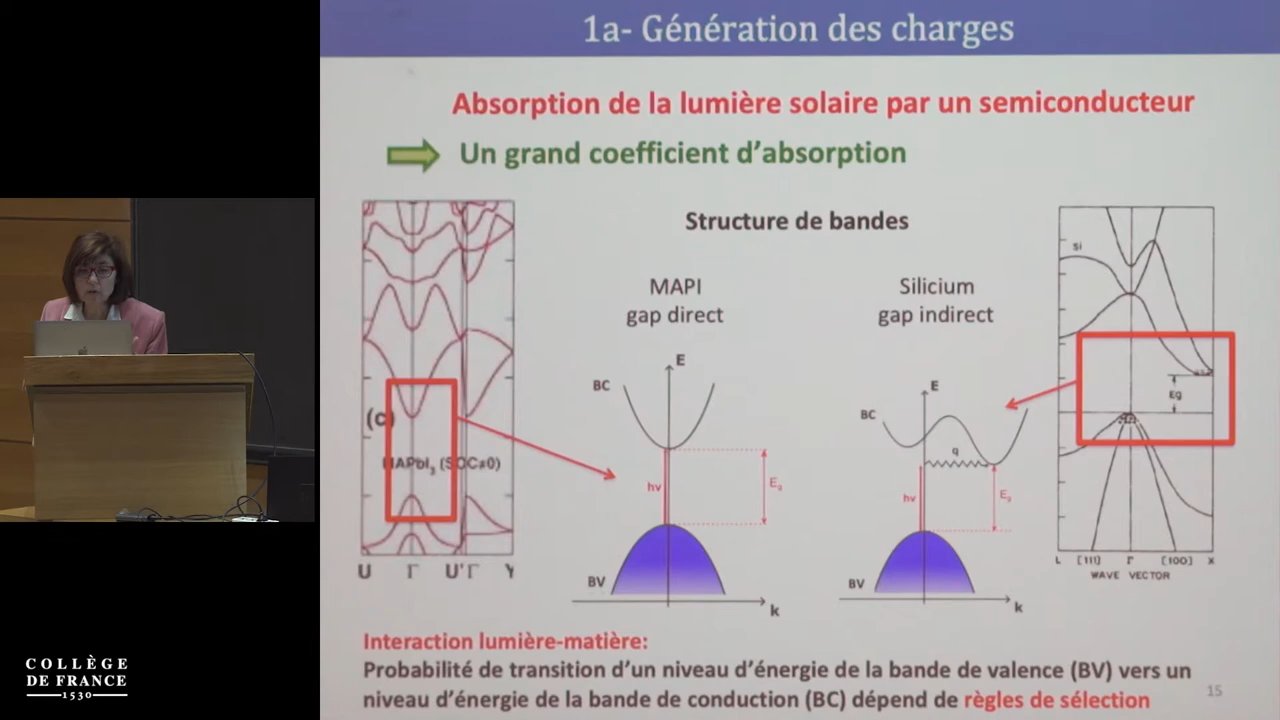 1a- Génération des charges
Absorption de la lumière solaire par un semiconducteur
Un grand coefficient d'absorption
Structure de bandes
MAPI
gap direct
Silicium
gap indirect
(c)
MAPbI3 (SOC≠0)
U Γ U' Γ Y
E
BC
hν
Eg
BV
k
E
BC
q
hν
Eg
BV
k
Si
Eg
L [111] Γ [100] X
WAVE VECTOR
Interaction lumière-matière:
Probabilité de transition d'un niveau d'énergie de la bande de valence (BV) vers un
niveau d'énergie de la bande de conduction (BC) dépend de règles de sélection
15
COLLÈGE
DE FRANCE
1530